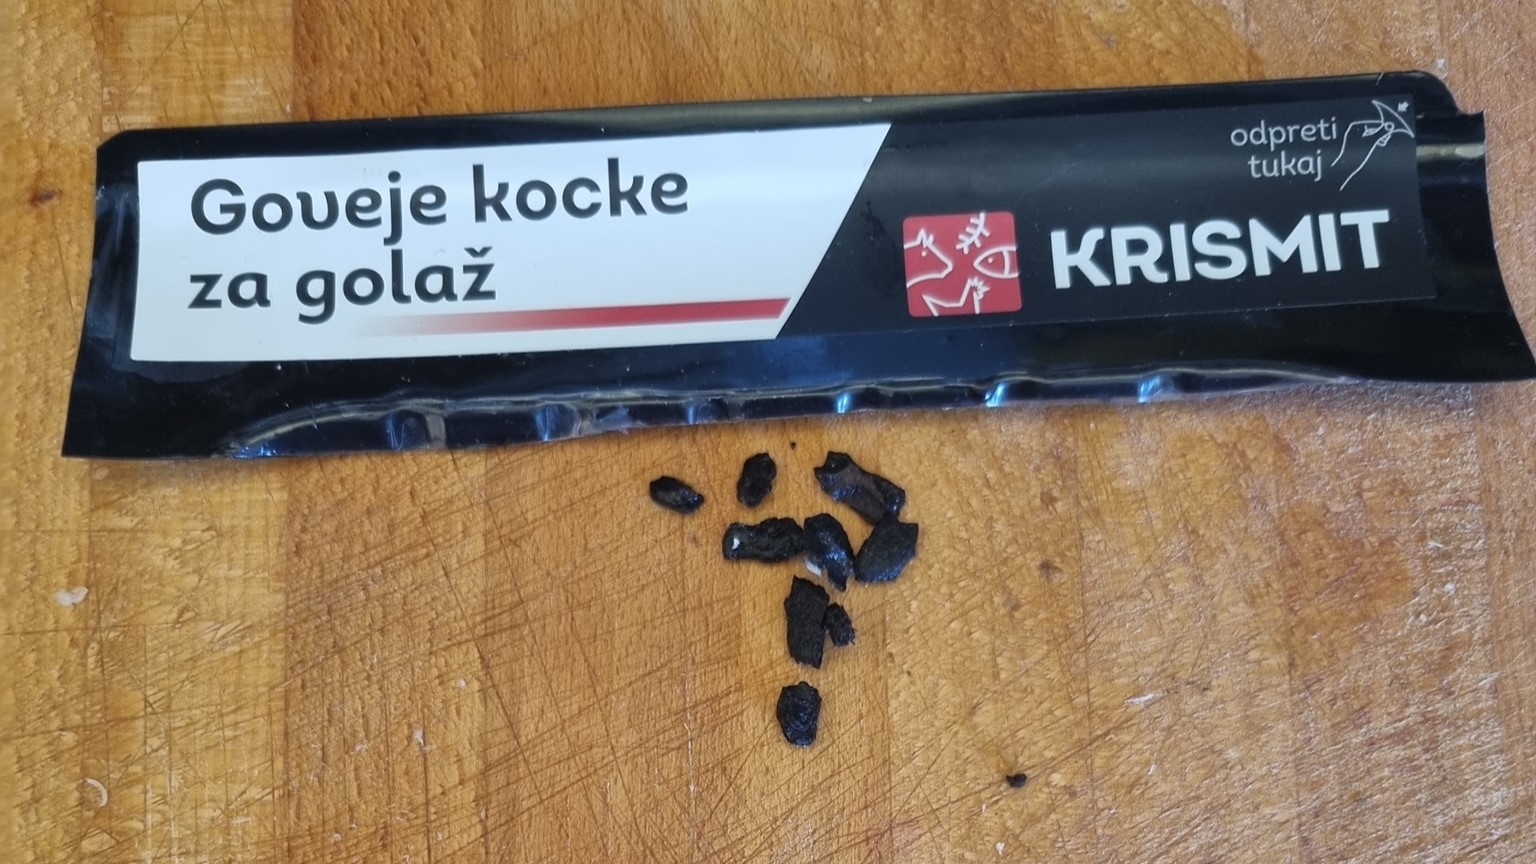 Goveje kocke
za golaž
odpreti
tukaj
KRISMIT